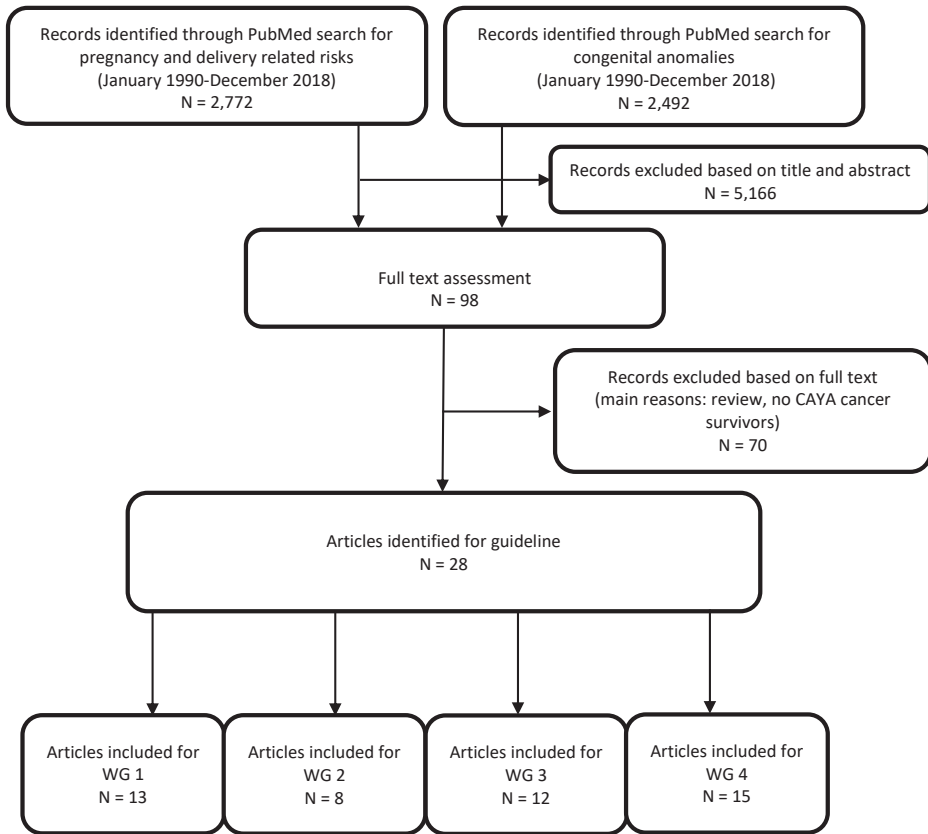 Records identified through PubMed search for
pregnancy and delivery related risks
(January 1990-December 2018)
N = 2,772
Records identified through PubMed search for
congenital anomalies
(January 1990-December 2018)
N = 2,492
Records excluded based on title and abstract
N = 5,166
Full text assessment
N = 98
Records excluded based on full text
(main reasons: review, no CAYA cancer
survivors)
N = 70
Articles identified for guideline
N = 28
Articles included for
WG 1
N = 13
Articles included for
WG 2
N = 8
Articles included for
WG 3
N = 12
Articles included for
WG 4
N = 15